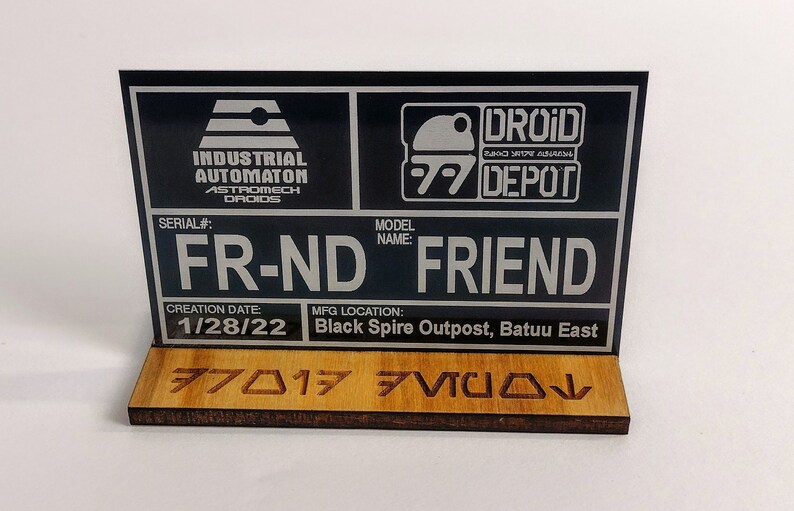 INDUSTRIAL
AUTOMATON
ASTROMECH
DROIDS
DROiD
DEPOT
SERIAL#:
FR-ND
MODEL
NAME:
FRIEND
CREATION DATE:
1/28/22
MFG LOCATION:
Black Spire Outpost, Batuu East